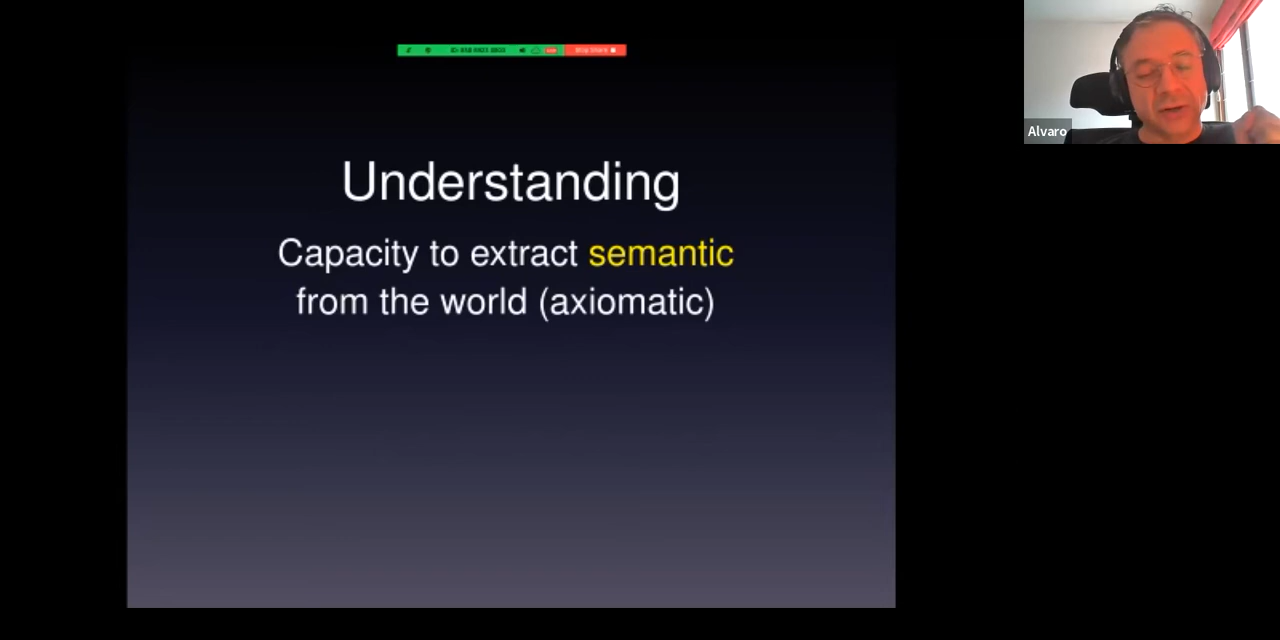 Understanding
Capacity to extract semantic
from the world (axiomatic)
Alvaro